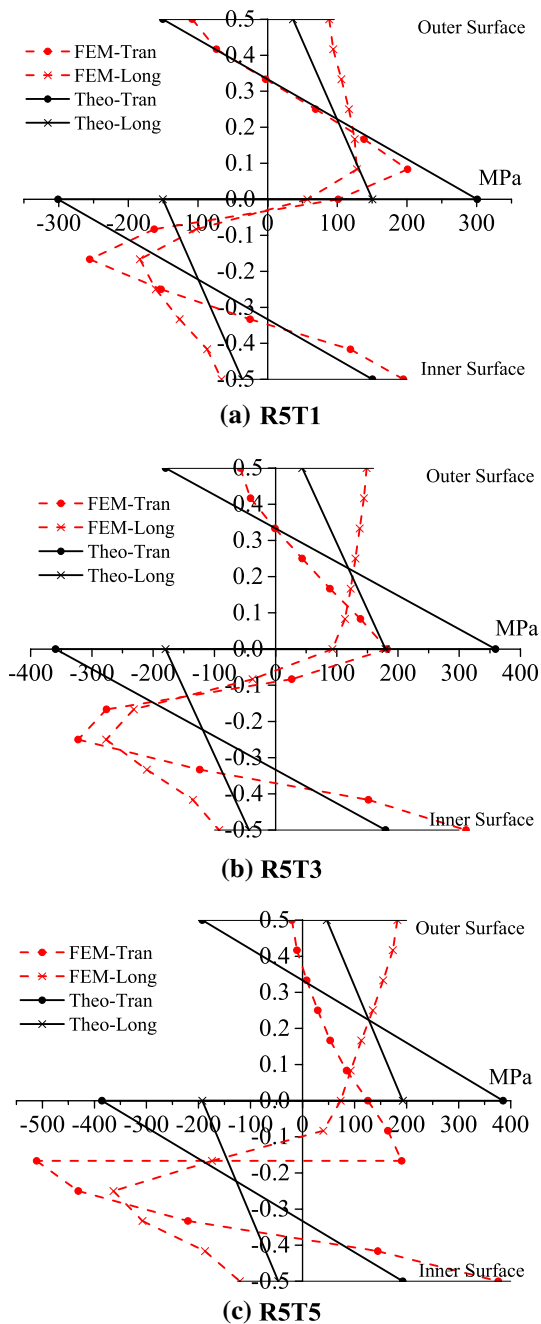 0.5
Outer Surface
FEM-Tran
FEM-Long
Theo-Tran
Theo-Long
0.4
0.3
0.2
0.1
MPa
0.0
-300 -200 -100 0 100 200 300
-0.1
-0.2
-0.3
-0.4
-0.5
Inner Surface
(a) R5T1
0.5
Outer Surface
FEM-Tran
FEM-Long
Theo-Tran
Theo-Long
0.4
0.3
0.2
0.1
MPa
0.0
-400 -300 -200 -100 0 100 200 300 400
-0.1
-0.2
-0.3
-0.4
-0.5
Inner Surface
(b) R5T3
0.5
Outer Surface
FEM-Tran
FEM-Long
Theo-Tran
Theo-Long
0.4
0.3
0.2
0.1
MPa
0.0
-500 -400 -300 -200 -100 0 100 200 300 400
-0.1
-0.2
-0.3
-0.4
-0.5
Inner Surface
(c) R5T5